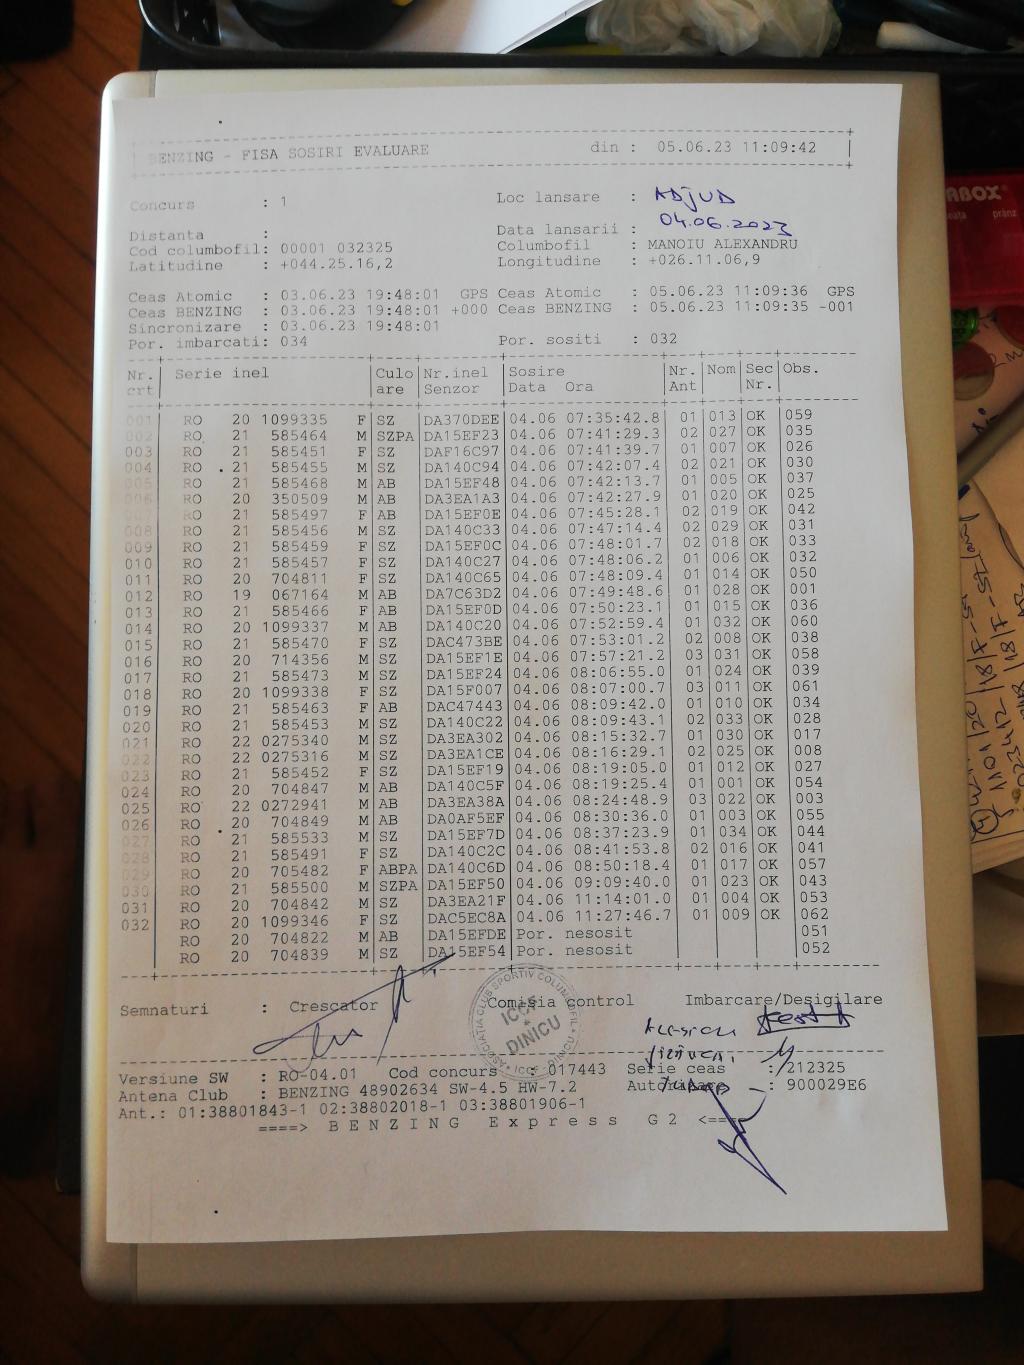 BENZING - FISA SOSIRI EVALUARE din : 05.06.23 11:09:42
Concurs : 1 Loc lansare : ADJUD
Distanta : Data lansarii : 04.06.2023
Cod columbofil: 00001 032325 Columbofil : MANOIU ALEXANDRU
Latitudine : +044.25.16,2 Longitudine : +026.11.06,9
Ceas Atomic : 03.06.23 19:48:01 GPS Ceas Atomic : 05.06.23 11:09:36 GPS
Ceas BENZING : 03.06.23 19:48:01 +000 Ceas BENZING : 05.06.23 11:09:35 -001
Sincronizare : 03.06.23 19:48:01
Por. imbarcati: 034 Por. sositi : 032
Nr. Serie inel Culo Nr.inel Sosire Nr. Nom Sec Obs.
crt are Senzor Data Ora Ant Nr.
001 RO 20 1099335 F SZ DA370DEE 04.06 07:35:42.8 01 013 OK 059
002 RO 21 585464 M SZPA DA15EF23 04.06 07:41:29.3 02 027 OK 035
003 RO 21 585451 F SZ DAF16C97 04.06 07:41:39.7 01 007 OK 026
004 RO 21 585455 M SZ DA140C94 04.06 07:42:07.4 02 021 OK 030
005 RO 21 585468 M AB DA15EF48 04.06 07:42:13.7 01 005 OK 037
006 RO 20 350509 M AB DA3EA1A3 04.06 07:42:27.9 01 020 OK 025
007 RO 21 585497 F AB DA15EF0E 04.06 07:45:28.1 02 019 OK 042
008 RO 21 585456 M SZ DA140C33 04.06 07:47:14.4 02 029 OK 031
009 RO 21 585459 F SZ DA15EF0C 04.06 07:48:01.7 02 018 OK 033
010 RO 21 585457 F SZ DA140C27 04.06 07:48:06.2 01 006 OK 032
011 RO 20 704811 F SZ DA140C65 04.06 07:48:09.4 01 014 OK 050
012 RO 19 067164 M AB DA7C63D2 04.06 07:49:48.6 01 028 OK 001
013 RO 21 585466 F AB DA15EF0D 04.06 07:50:23.1 01 015 OK 036
014 RO 20 1099337 M AB DA140C20 04.06 07:52:59.4 01 032 OK 060
015 RO 21 585470 F SZ DAC473BE 04.06 07:53:01.2 02 008 OK 038
016 RO 20 714356 M SZ DA15EF1E 04.06 07:57:21.2 03 031 OK 058
017 RO 21 585473 M SZ DA15EF24 04.06 08:06:55.0 01 024 OK 039
018 RO 20 1099338 F SZ DA15F007 04.06 08:07:00.7 03 011 OK 061
019 RO 21 585463 F AB DAC47443 04.06 08:09:42.0 01 010 OK 034
020 RO 21 585453 M SZ DA140C22 04.06 08:09:43.1 02 033 OK 028
021 RO 22 0275340 M SZ DA3EA302 04.06 08:15:32.7 01 030 OK 017
022 RO 22 0275316 M SZ DA3EA1CE 04.06 08:16:29.1 02 025 OK 008
023 RO 21 585452 F SZ DA15EF19 04.06 08:19:05.0 01 012 OK 027
024 RO 20 704847 M AB DA140C5F 04.06 08:19:25.4 01 001 OK 054
025 RO 22 0272941 M AB DA3EA38A 04.06 08:24:48.9 03 022 OK 003
026 RO 20 704849 M AB DA0AF5EF 04.06 08:30:36.0 01 003 OK 055
027 RO 21 585533 M SZ DA15EF7D 04.06 08:37:23.9 01 034 OK 044
028 RO 21 585491 F SZ DA140C2C 04.06 08:41:53.8 02 016 OK 041
029 RO 20 705482 F ABPA DA140C6D 04.06 08:50:18.4 01 017 OK 057
030 RO 21 585500 M SZPA DA15EF50 04.06 09:09:40.0 01 023 OK 043
031 RO 20 704842 M SZ DA3EA21F 04.06 11:14:01.0 01 004 OK 053
032 RO 20 1099346 F SZ DAC5EC8A 04.06 11:27:46.7 01 009 OK 062
RO 20 704822 M AB DA15EFDE Por. nesosit 051
RO 20 704839 M SZ DA15EF54 Por. nesosit 052
Semnaturi : Crescator Comisia control Imbarcare/Desigilare
ASOCIATIA CLUB SPORTIV COLUMBOFIL ICCF - DINICU
ICCF
DINICU
Versiune SW : RO-04.01 Cod concurs : 017443 Serie ceas : 212325
Antena Club : BENZING 48902634 SW-4.5 HW-7.2 Autorizare : 900029E6
Ant.: 01:38801843-1 02:38802018-1 03:38801906-1
====> BENZING Express G2 <====